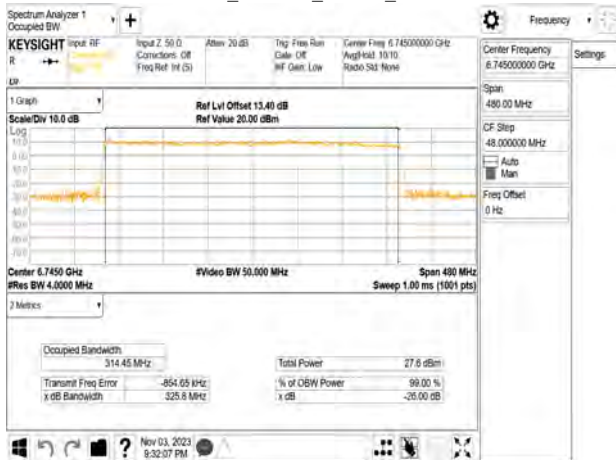 Spectrum Analyzer 1
Occupied BW
Frequency
KEYSIGHT
Input: RF
R
Input Z: 50 Ω
Corrections: Off
Freq Ref: Int (S)
Atten: 20 dB
Trig: Free Run
Gate: Off
#IF Gain: Low
Center Freq: 6.745000000 GHz
Avg|Hold: 10/10
Radio Std: None
Center Frequency
6.745000000 GHz
Settings
Span
480.00 MHz
CF Step
48.000000 MHz
Auto
Man
Freq Offset
0 Hz
1 Graph
Scale/Div 10.0 dB
Ref Lvl Offset 13.40 dB
Ref Value 20.00 dBm
Log
Center 6.7450 GHz
#Res BW 4.0000 MHz
#Video BW 50.000 MHz
Span 480 MHz
Sweep 1.00 ms (1001 pts)
2 Metrics
Occupied Bandwidth
314.45 MHz
Transmit Freq Error
-854.65 kHz
x dB Bandwidth
325.8 MHz
Total Power
27.6 dBm
% of OBW Power
99.00 %
x dB
-26.00 dB
Nov 03, 2023
9:32:07 PM